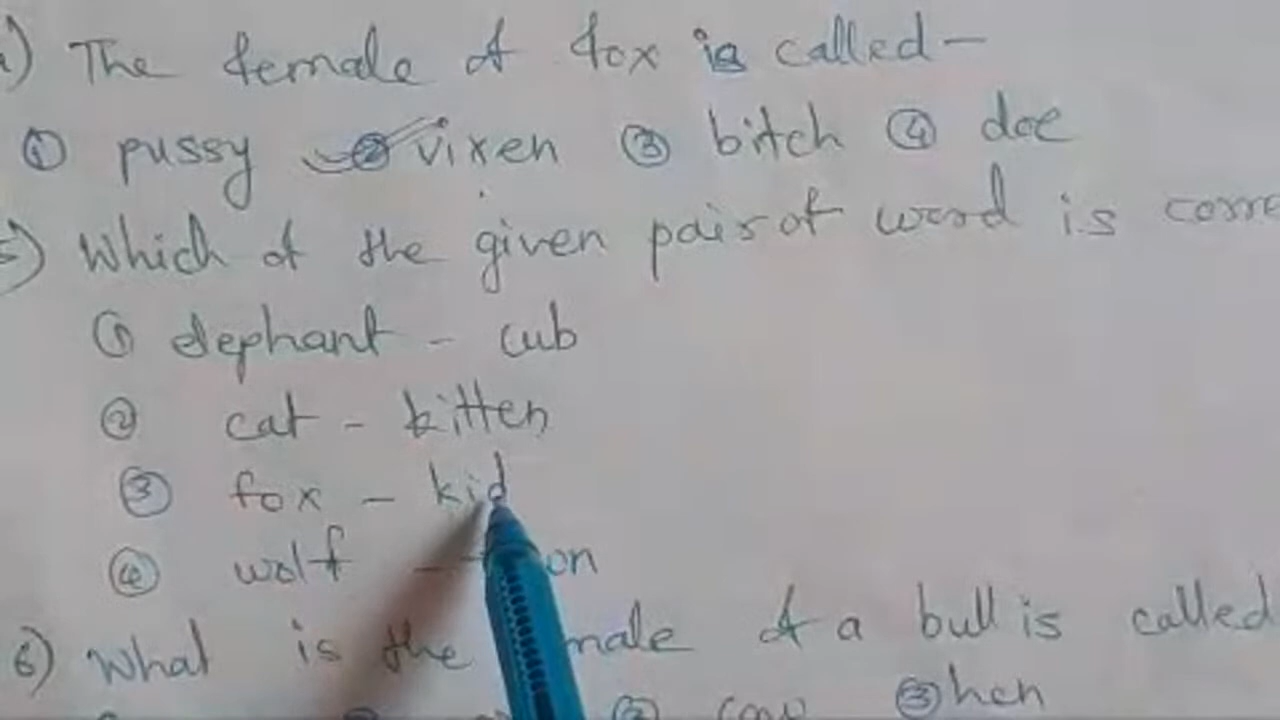 ) The female of fox is called-
① pussy ② vixen ③ bitch ④ doe
5) Which of the given pair of word is
① elephant - cub
② cat - kitten
③ fox - kid
④ wolf -
6) What is the a bull is called
② cow ③ hen